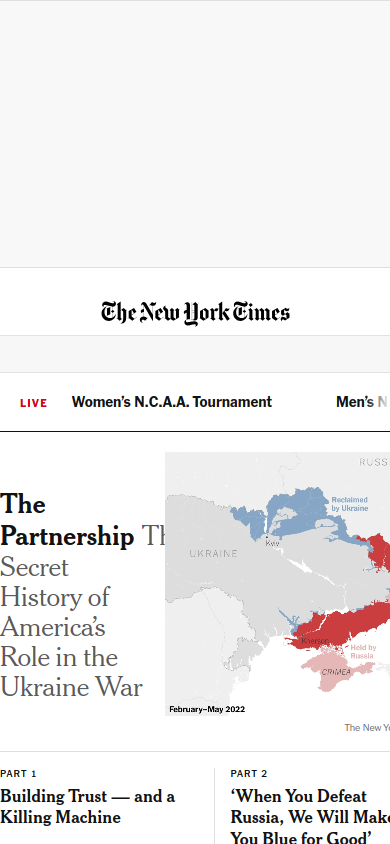 The New York Times
LIVE
Women's N.C.A.A. Tournament
Men's N
The
Partnership Th
Secret
History of
America's
Role in the
Ukraine War
RUSS
Reclaimed
by Ukraine
Kyiv
UKRAINE
Kherson
Held by
Russia
CRIMEA
February–May 2022
The New Yo
PART 1
Building Trust — and a
Killing Machine
PART 2
‘When You Defeat
Russia, We Will Make
You Blue for Good’